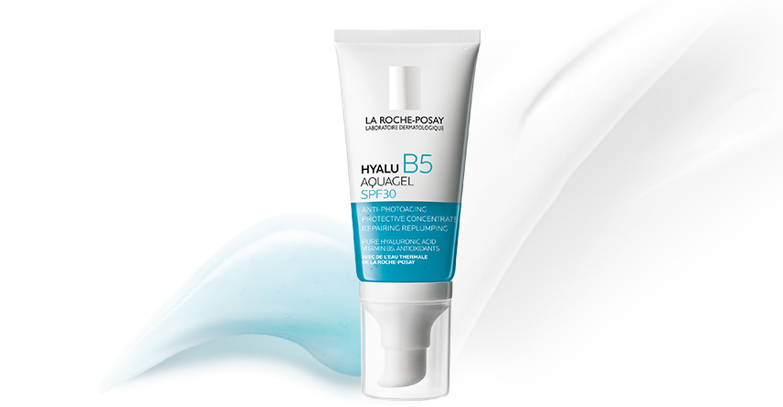 LA ROCHE-POSAY
LABORATOIRE DERMATOLOGIQUE
HYALU B5
AQUAGEL
SPF30
ANTI-PHOTOAGING
PROTECTIVE CONCENTRATE
REPAIRING REPLUMPING
PURE HYALURONIC ACID
VITAMIN B5 ANTIOXIDANTS
AVEC DE L'EAU THERMALE
DE LA ROCHE-POSAY